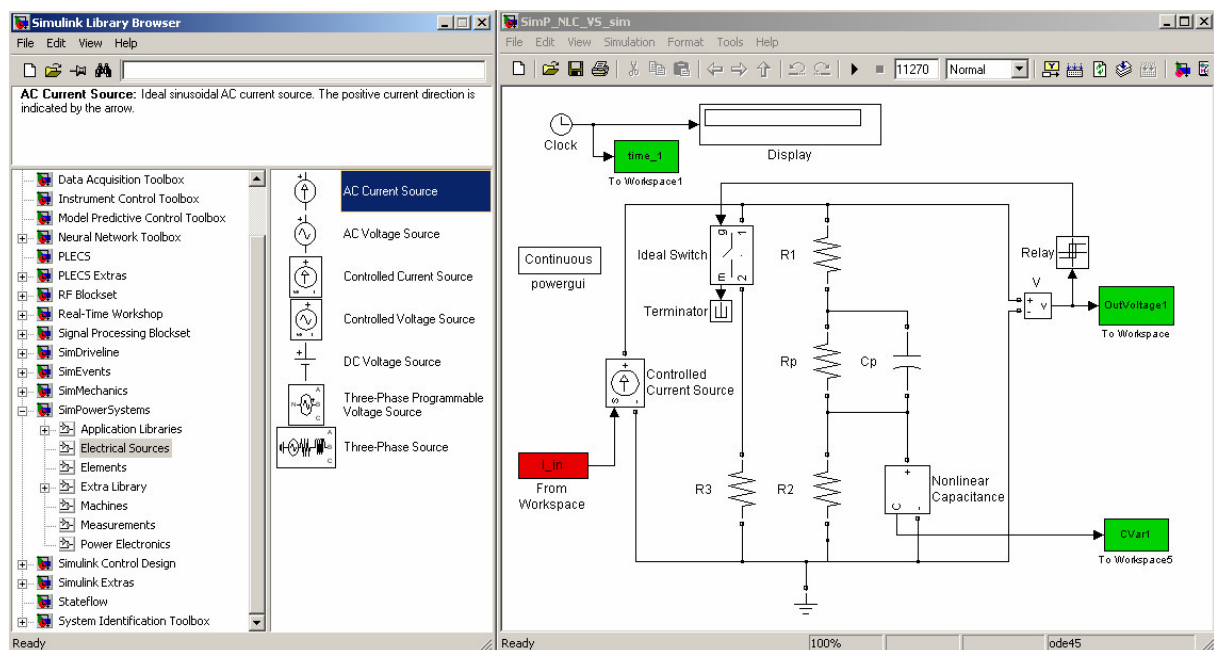 Simulink Library Browser
File Edit View Help
AC Current Source: Ideal sinusoidal AC current source. The positive current direction is
indicated by the arrow.
Data Acquisition Toolbox
Instrument Control Toolbox
Model Predictive Control Toolbox
Neural Network Toolbox
PLECS
PLECS Extras
RF Blockset
Real-Time Workshop
Signal Processing Blockset
SimDriveline
SimEvents
SimMechanics
SimPowerSystems
Application Libraries
Electrical Sources
Elements
Extra Library
Machines
Measurements
Power Electronics
Simulink Control Design
Simulink Extras
Stateflow
System Identification Toolbox
AC Current Source
AC Voltage Source
Controlled Current Source
Controlled Voltage Source
DC Voltage Source
Three-Phase Programmable
Voltage Source
Three-Phase Source
N
A
B
C
A
B
C
Ready
SimP_NLC_VS_sim
File Edit View Simulation Format Tools Help
11270 Normal
Clock
time_1
To Workspace1
Display
Continuous
powergui
Ideal Switch
g
1
m
2
Terminator
R1
Relay
V
+
-
v
OutVoltage1
To Workspace
Rp
Cp
Controlled
Current Source
+
s
-
i_in
From
Workspace
R3
R2
+
C
-
Nonlinear
Capacitance
CVar1
To Workspace5
Ready
100%
ode45